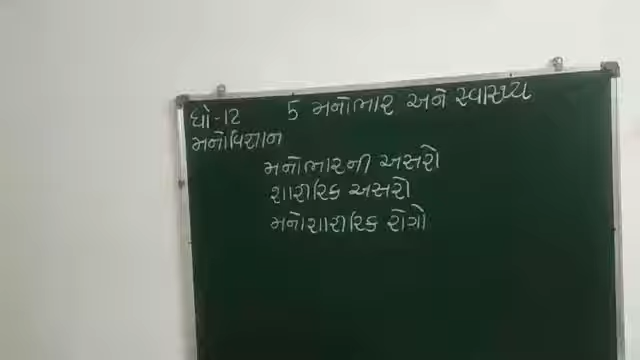 ધો-12 5 મનોભાર અને સ્વાસ્થ્ય
મનોવિજ્ઞાન
મનોભારની અસરો
શારીરિક અસરો
મનોશારીરિક રોગો